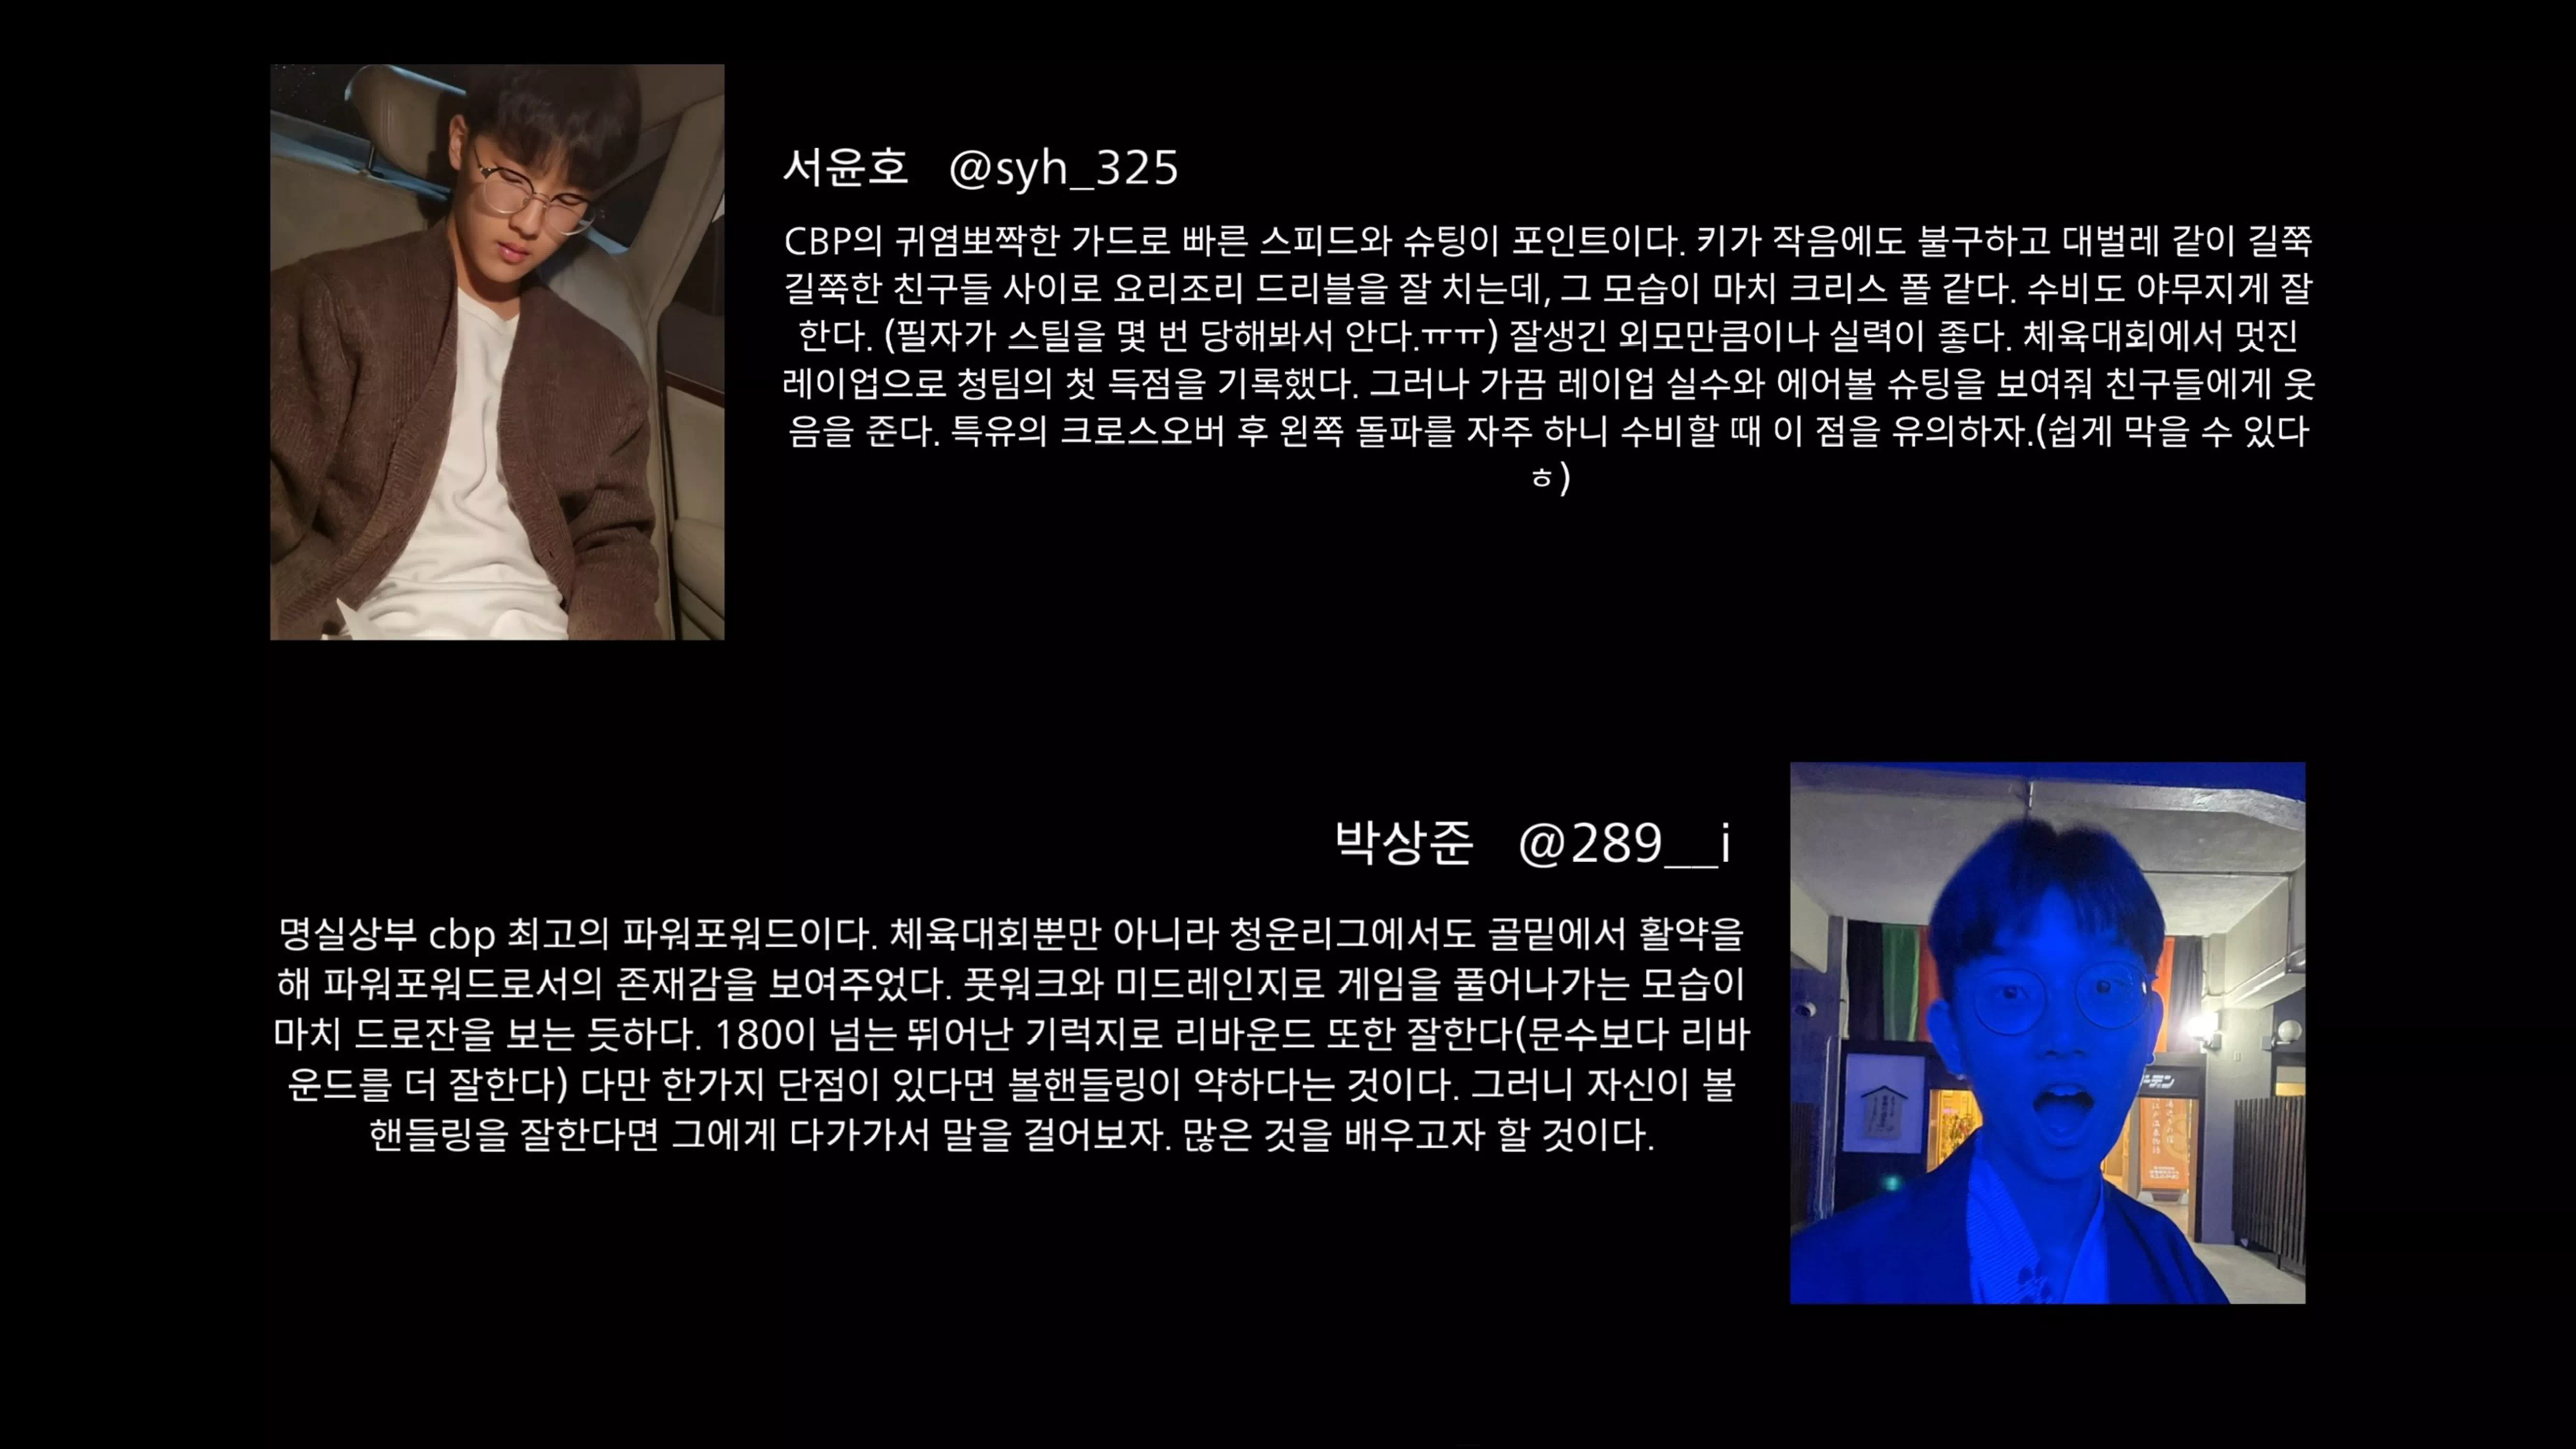 서윤호 @syh_325
CBP의 귀염뽀짝한 가드로 빠른 스피드와 슈팅이 포인트이다. 키가 작음에도 불구하고 대벌레 같이 길쭉
길쭉한 친구들 사이로 요리조리 드리블을 잘 치는데, 그 모습이 마치 크리스 폴 같다. 수비도 야무지게 잘
한다. (필자가 스틸을 몇 번 당해봐서 안다.ㅠㅠ) 잘생긴 외모만큼이나 실력이 좋다. 체육대회에서 멋진
레이업으로 청팀의 첫 득점을 기록했다. 그러나 가끔 레이업 실수와 에어볼 슈팅을 보여줘 친구들에게 웃
음을 준다. 특유의 크로스오버 후 왼쪽 돌파를 자주 하니 수비할 때 이 점을 유의하자.(쉽게 막을 수 있다
ㅎ)
박상준 @289__i
명실상부 cbp 최고의 파워포워드이다. 체육대회뿐만 아니라 청운리그에서도 골밑에서 활약을
해 파워포워드로서의 존재감을 보여주었다. 풋워크와 미드레인지로 게임을 풀어나가는 모습이
마치 드로잔을 보는 듯하다. 180이 넘는 뛰어난 기럭지로 리바운드 또한 잘한다(문수보다 리바
운드를 더 잘한다) 다만 한가지 단점이 있다면 볼핸들링이 약하다는 것이다. 그러니 자신이 볼
핸들링을 잘한다면 그에게 다가가서 말을 걸어보자. 많은 것을 배우고자 할 것이다.